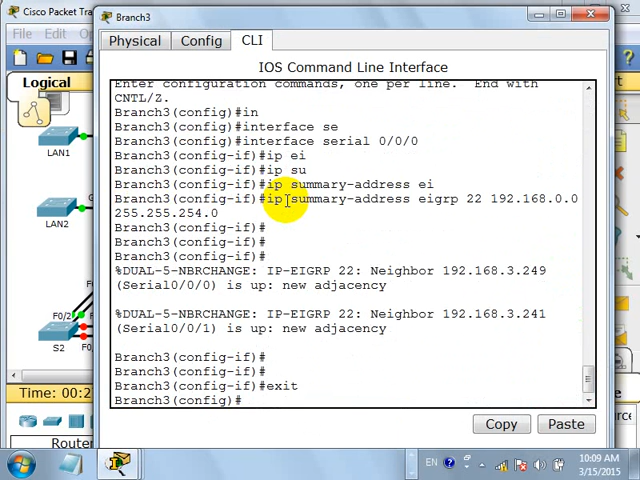 Cisco Packet Tra
Branch3
File
Ed
Physical
Config
CLI
IOS Command Line Interface
Logical
Enter configuration commands, one per line.  End with
CNTL/Z.
Branch3(config)#in
Branch3(config)#interface se
Branch3(config)#interface serial 0/0/0
Branch3(config-if)#ip ei
Branch3(config-if)#ip su
Branch3(config-if)#ip summary-address ei
Branch3(config-if)#ip summary-address eigrp 22 192.168.0.0
255.255.254.0
Branch3(config-if)#
Branch3(config-if)#
Branch3(config-if)#
%DUAL-5-NBRCHANGE: IP-EIGRP 22: Neighbor 192.168.3.249
(Serial0/0/0) is up: new adjacency
%DUAL-5-NBRCHANGE: IP-EIGRP 22: Neighbor 192.168.3.241
(Serial0/0/1) is up: new adjacency
Branch3(config-if)#
Branch3(config-if)#
Branch3(config-if)#exit
Branch3(config)#
LAN1
F0/
F0/2
S2
Time: 00:2
Copy
Paste
Route
EN
10:09 AM
3/15/2015